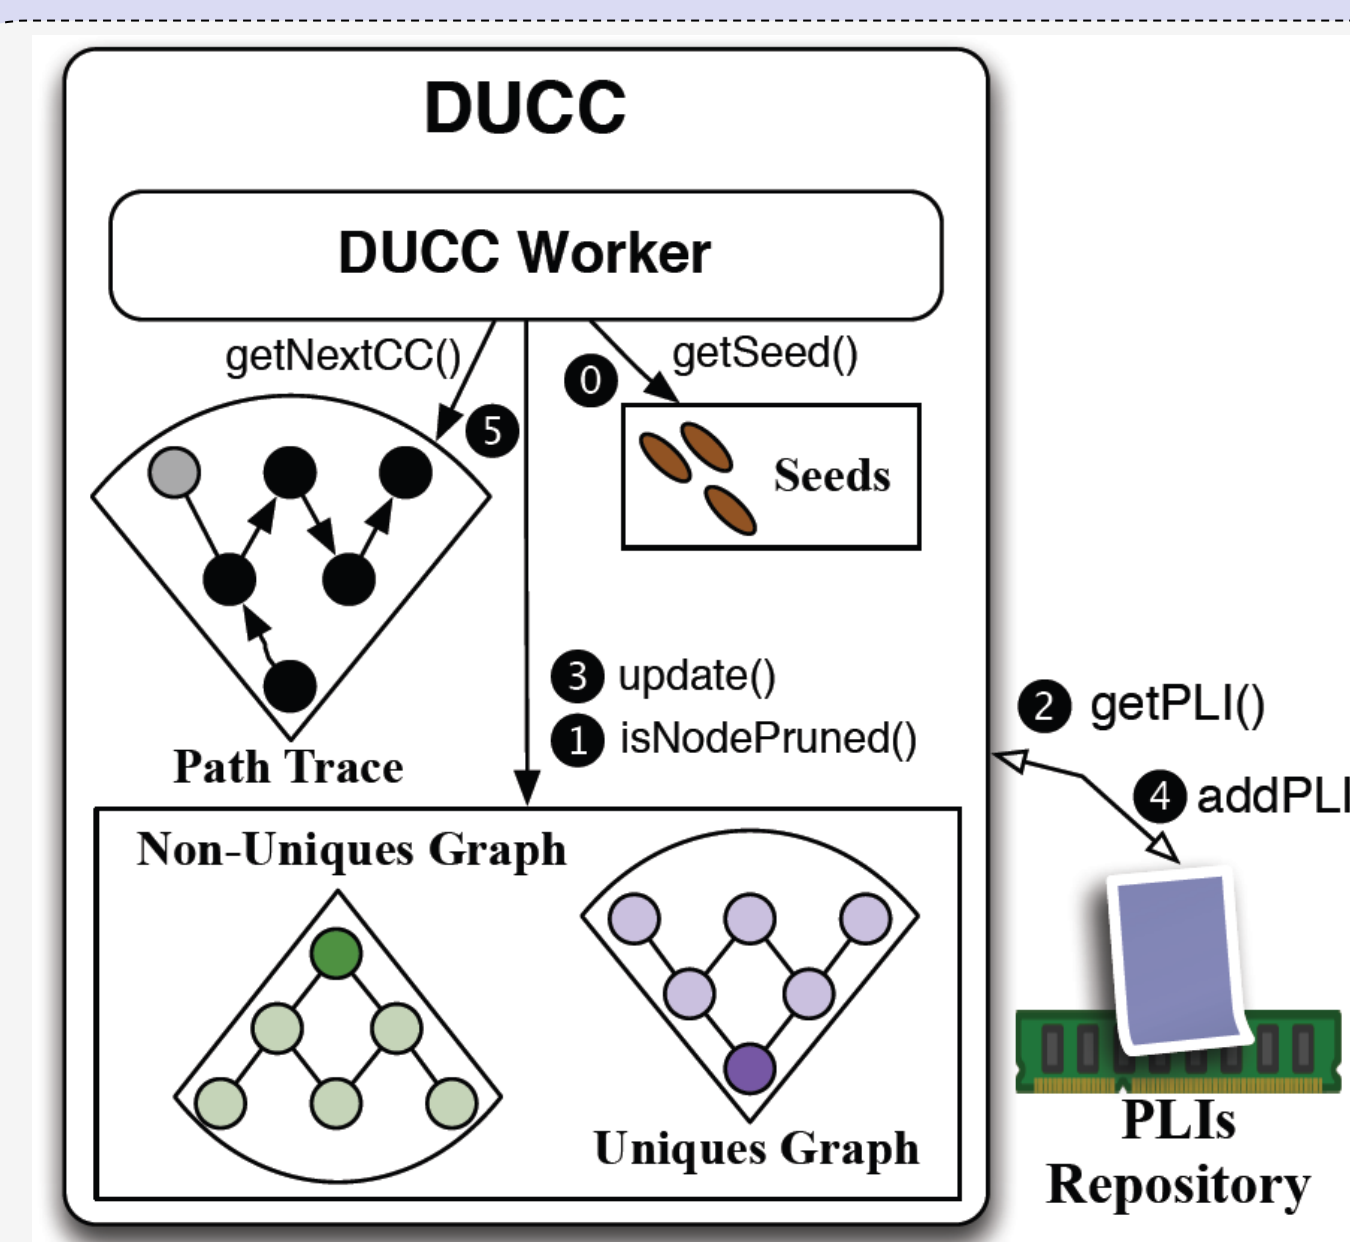 DUCC
DUCC Worker
getNextCC()
0 getSeed()
5
Seeds
3 update()
1 isNodePruned()
Path Trace
2 getPLI()
4 addPLI
Non-Uniques Graph
Uniques Graph
PLIs
Repository